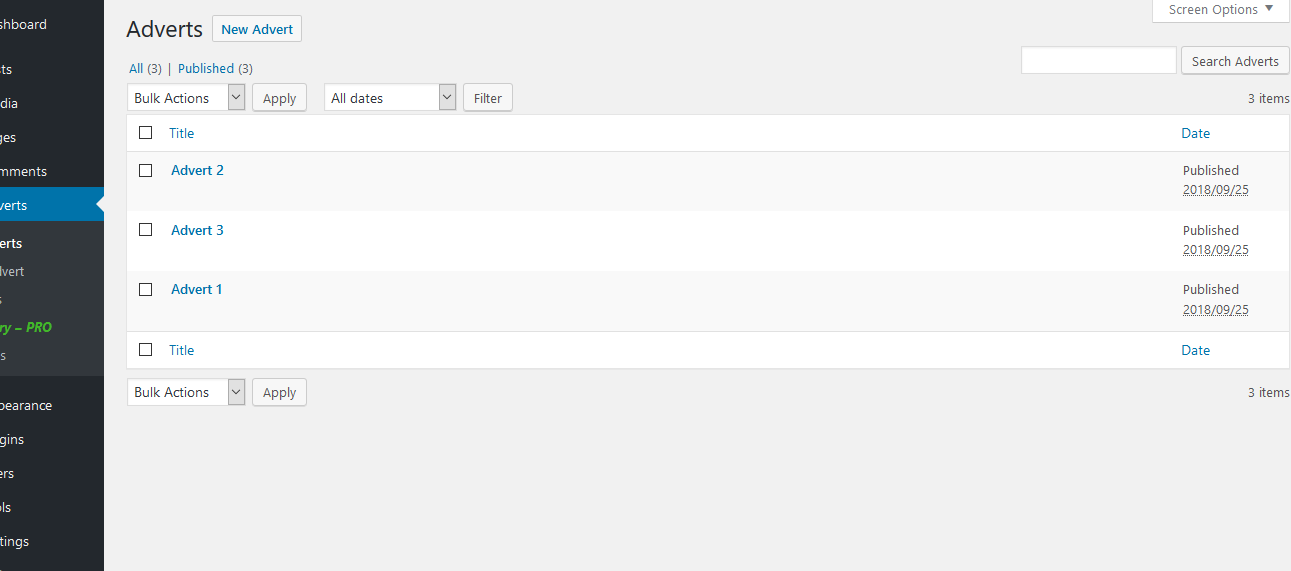 Screen Options
Adverts New Advert
All (3) | Published (3)
Search Adverts
Bulk Actions Apply All dates Filter 3 items
Title Date
Advert 2 Published
2018/09/25
Advert 3 Published
2018/09/25
Advert 1 Published
2018/09/25
Title Date
Bulk Actions Apply 3 items
shboard
sts
dia
ges
mments
verts
erts
dvert
s
ry – PRO
s
pearance
gins
ers
ols
tings